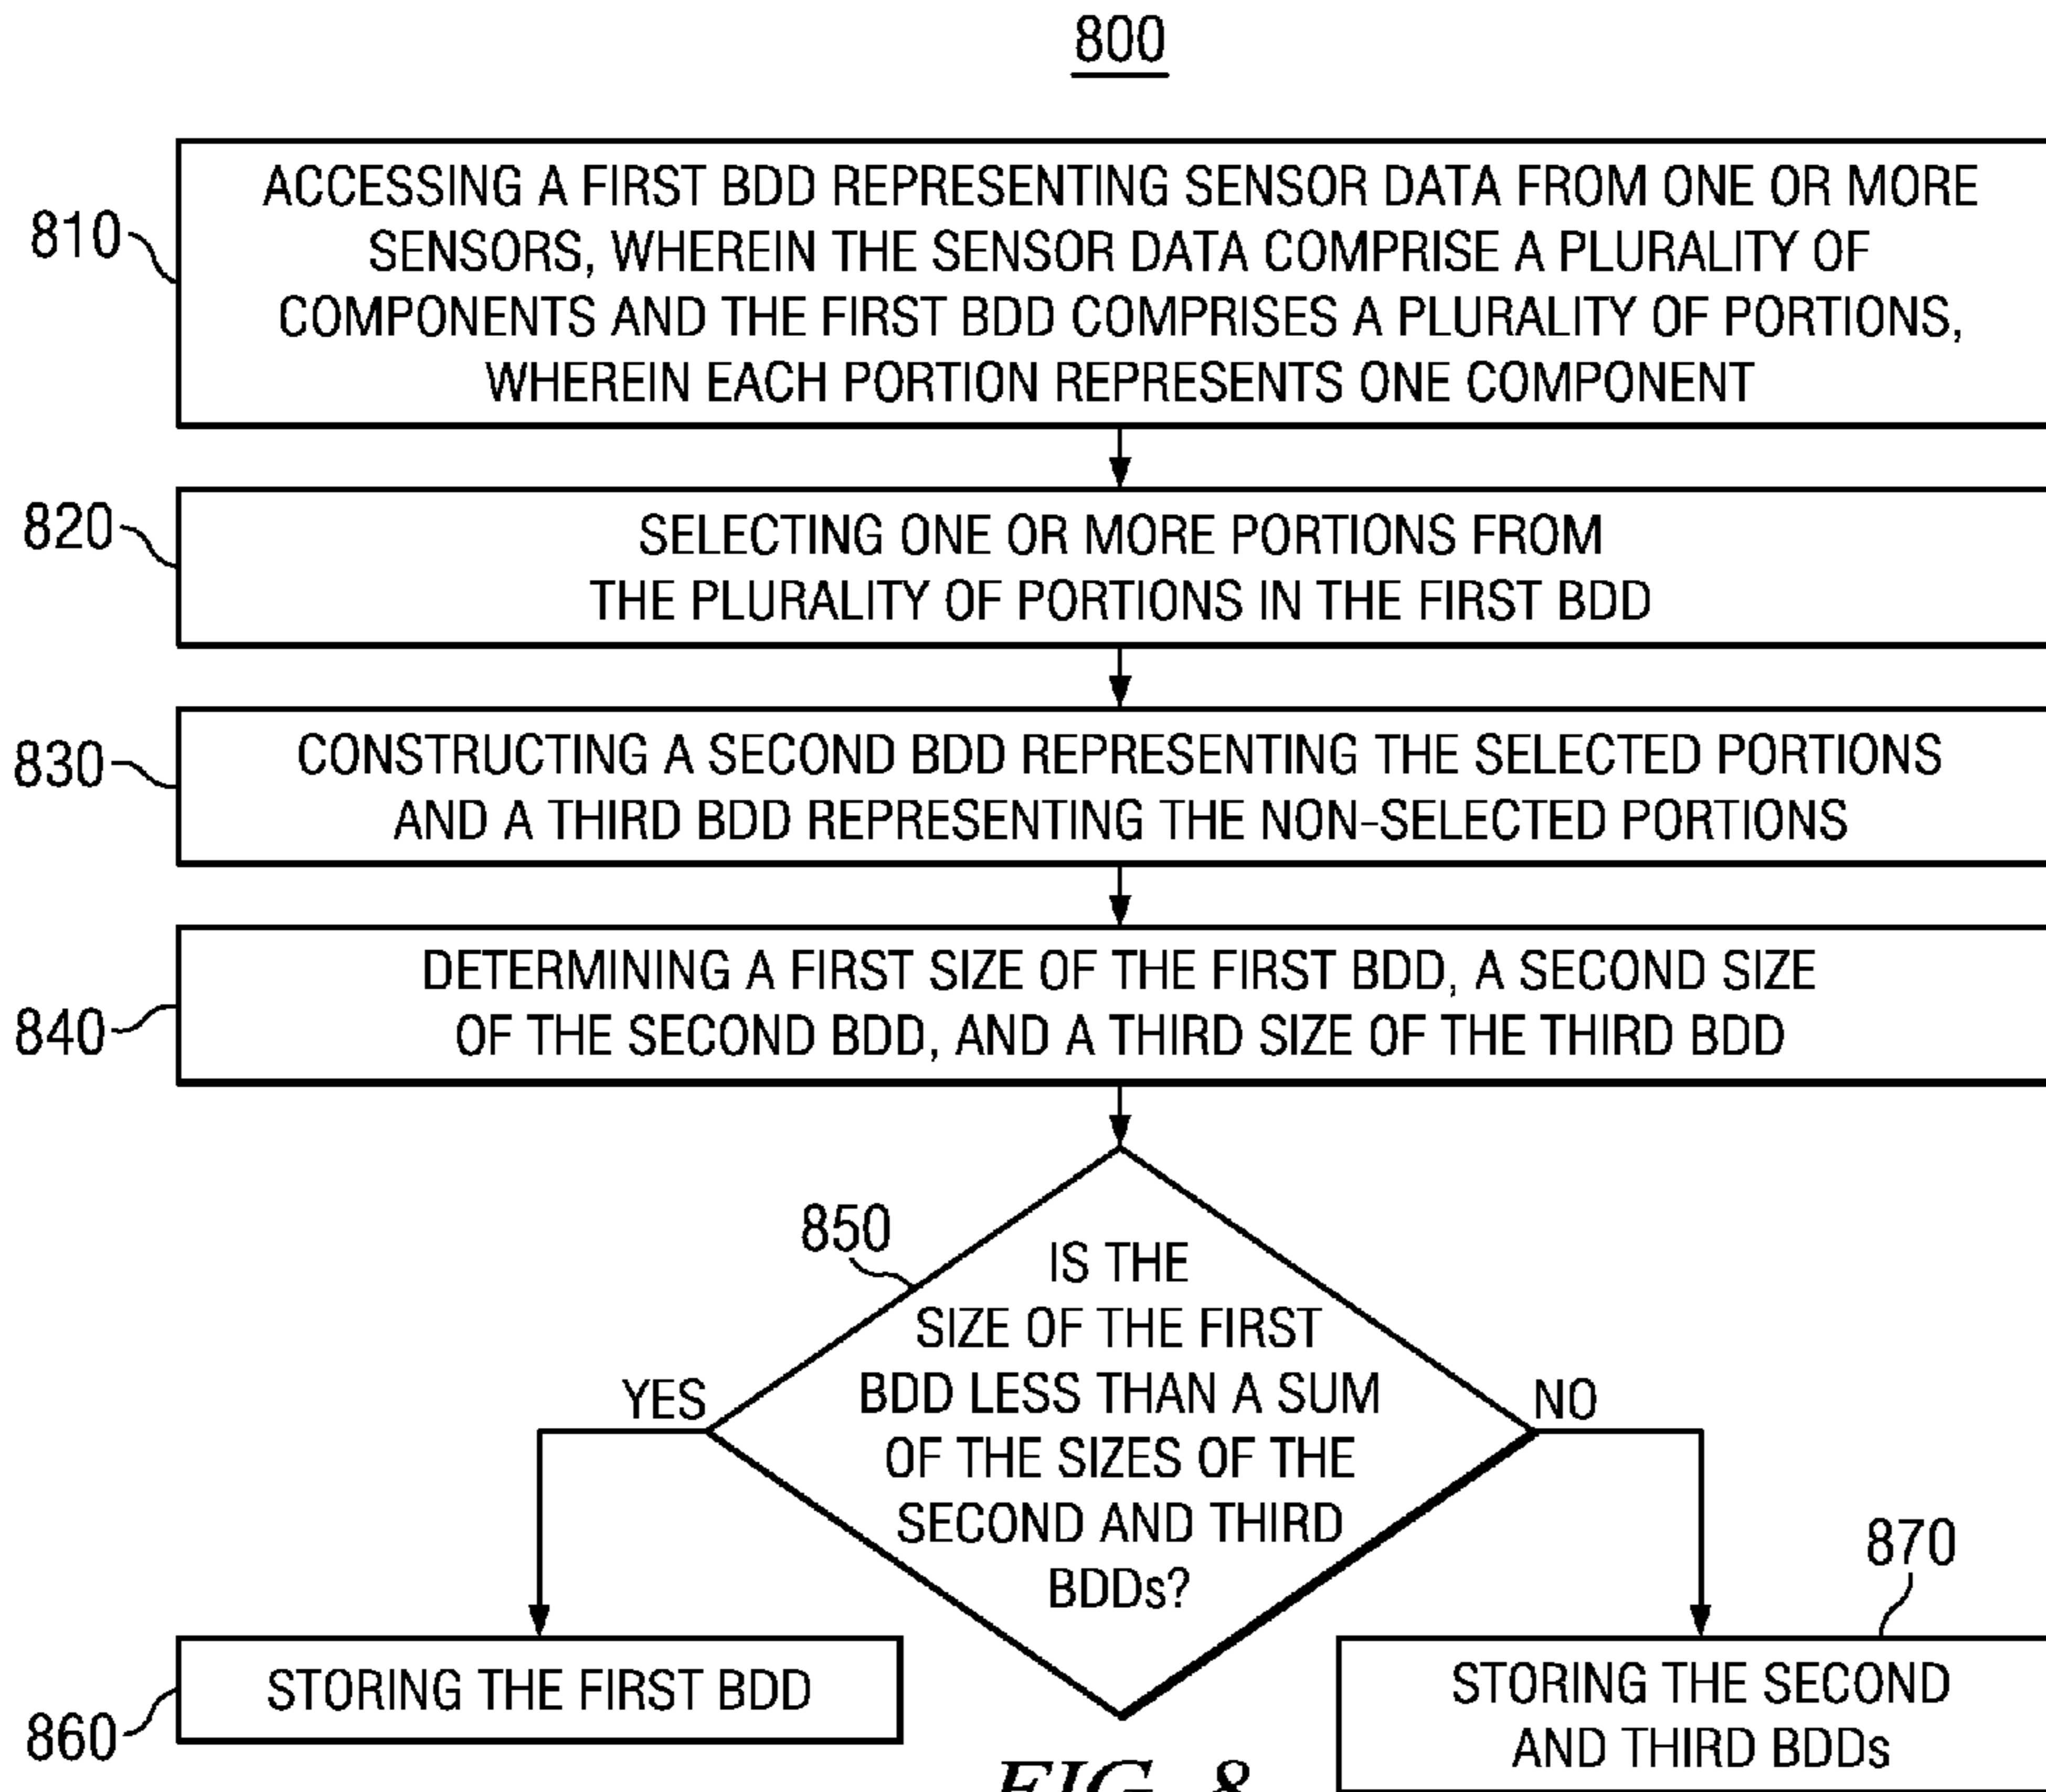 800
810
ACCESSING A FIRST BDD REPRESENTING SENSOR DATA FROM ONE OR MORE
SENSORS, WHEREIN THE SENSOR DATA COMPRISE A PLURALITY OF
COMPONENTS AND THE FIRST BDD COMPRISES A PLURALITY OF PORTIONS,
WHEREIN EACH PORTION REPRESENTS ONE COMPONENT
820
SELECTING ONE OR MORE PORTIONS FROM
THE PLURALITY OF PORTIONS IN THE FIRST BDD
830
CONSTRUCTING A SECOND BDD REPRESENTING THE SELECTED PORTIONS
AND A THIRD BDD REPRESENTING THE NON-SELECTED PORTIONS
840
DETERMINING A FIRST SIZE OF THE FIRST BDD, A SECOND SIZE
OF THE SECOND BDD, AND A THIRD SIZE OF THE THIRD BDD
850
IS THE
SIZE OF THE FIRST
BDD LESS THAN A SUM
OF THE SIZES OF THE
SECOND AND THIRD
BDDs?
YES
NO
860
STORING THE FIRST BDD
870
STORING THE SECOND
AND THIRD BDDs
FIG. 8